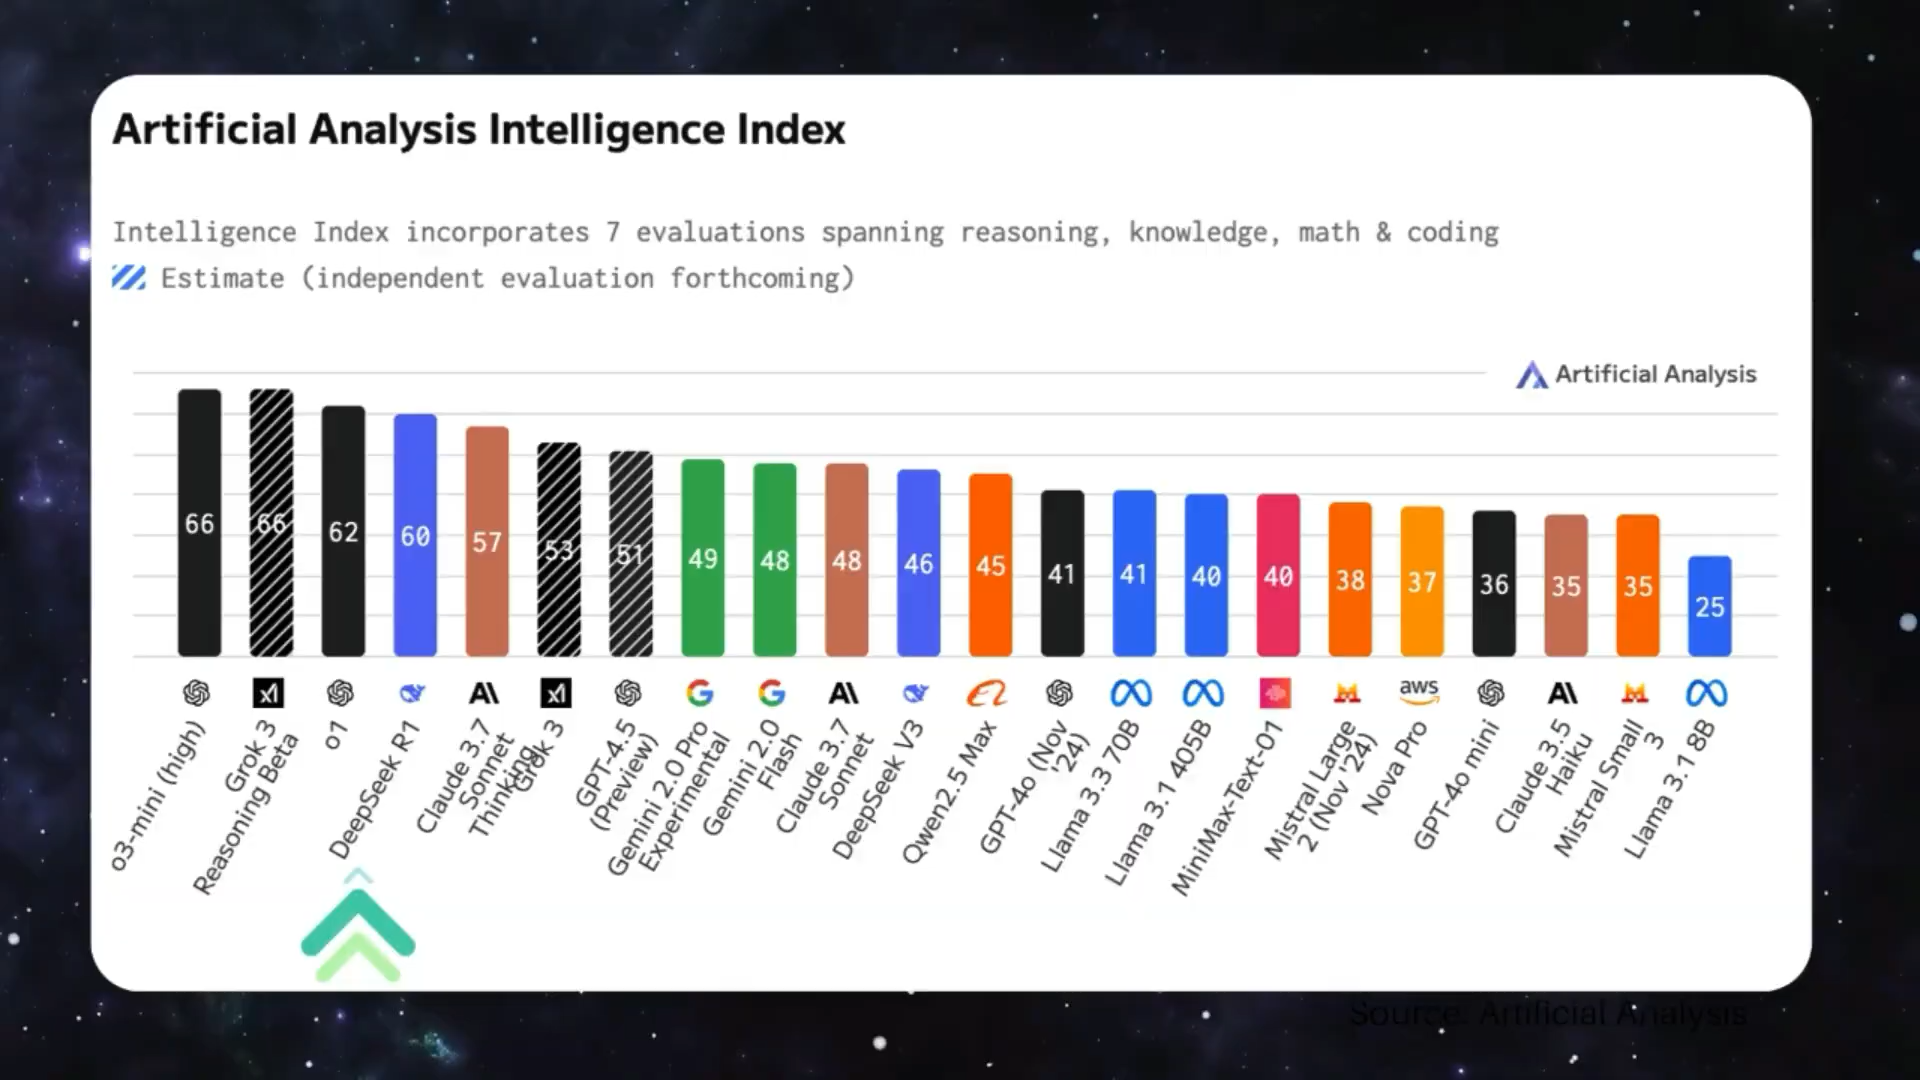 Artificial Analysis Intelligence Index
Intelligence Index incorporates 7 evaluations spanning reasoning, knowledge, math & coding
Estimate (independent evaluation forthcoming)
Artificial Analysis
66
66
62
60
57
53
51
49
48
48
46
45
41
41
40
40
38
37
36
35
35
25
xI
A\
xI
G
G
A\
aws
A\
o3-mini (high)
Grok 3
Reasoning Beta
o1
DeepSeek R1
Claude 3.7
Sonnet
Thinking
Grok 3
GPT-4.5
(Preview)
Gemini 2.0 Pro
Experimental
Gemini 2.0
Flash
Claude 3.7
Sonnet
DeepSeek V3
Qwen2.5 Max
GPT-4o (Nov
'24)
Llama 3.3 70B
Llama 3.1 405B
MiniMax-Text-01
Mistral Large
2 (Nov '24)
Nova Pro
GPT-4o mini
Claude 3.5
Haiku
Mistral Small
3
Llama 3.1 8B
Source: Artificial Analysis